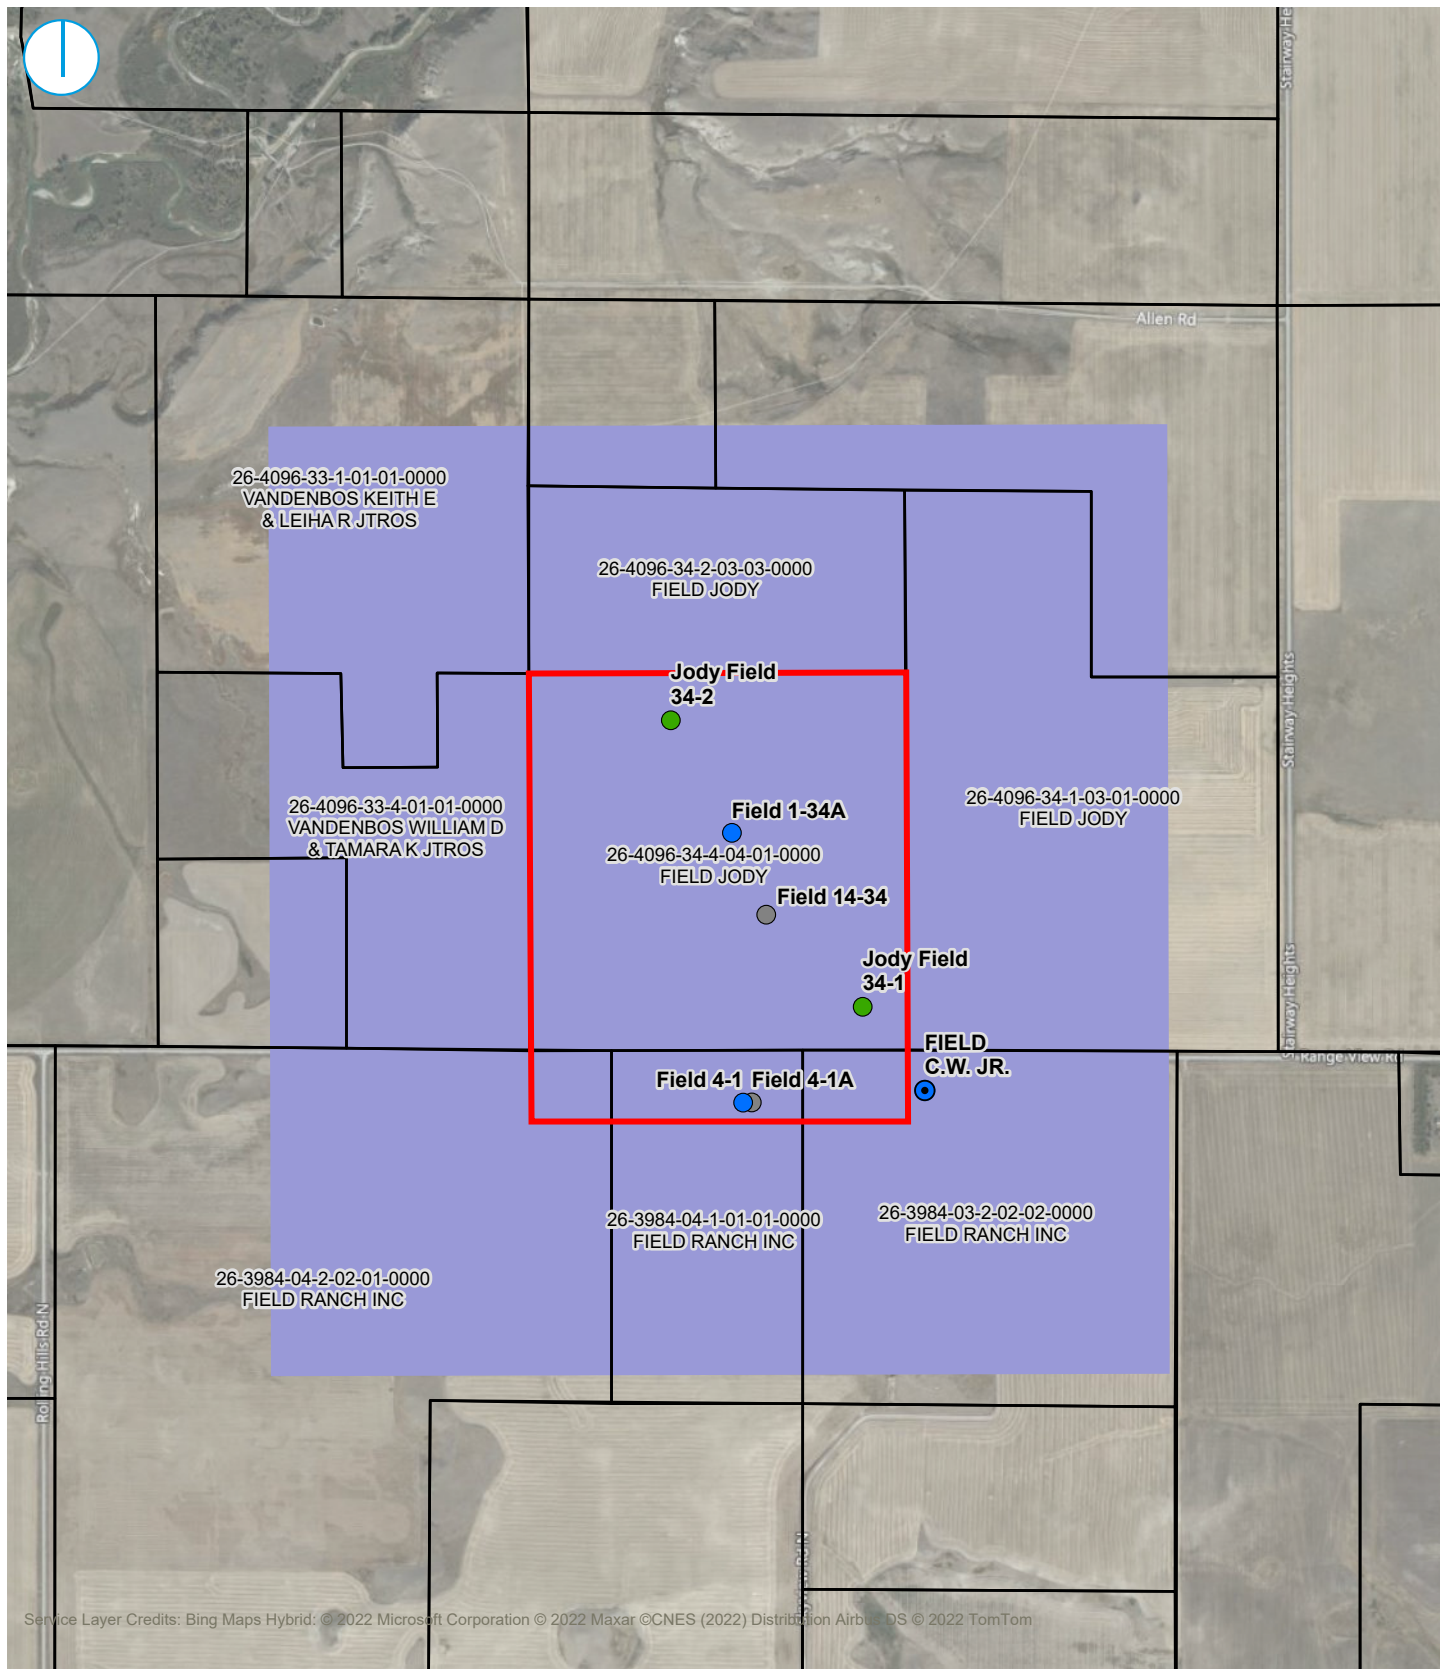 Stairway He
Allen Rd
26-4096-33-1-01-01-0000
VANDENBOS KEITH E
& LEIHA R JTROS
26-4096-34-2-03-03-0000
FIELD JODY
Jody Field
34-2
Stairway Heights
26-4096-33-4-01-01-0000
VANDENBOS WILLIAM D
& TAMARA K JTROS
Field 1-34A
26-4096-34-4-04-01-0000
FIELD JODY
26-4096-34-1-03-01-0000
FIELD JODY
Field 14-34
Jody Field
34-1
Stairway Heights
FIELD
C.W. JR.
Range View Rd
Field 4-1
Field 4-1A
26-3984-04-1-01-01-0000
FIELD RANCH INC
26-3984-03-2-02-02-0000
FIELD RANCH INC
26-3984-04-2-02-01-0000
FIELD RANCH INC
Rolling Hills Rd N
Rd N
Service Layer Credits: Bing Maps Hybrid: © 2022 Microsoft Corporation © 2022 Maxar ©CNES (2022) Distribution Airbus DS © 2022 TomTom